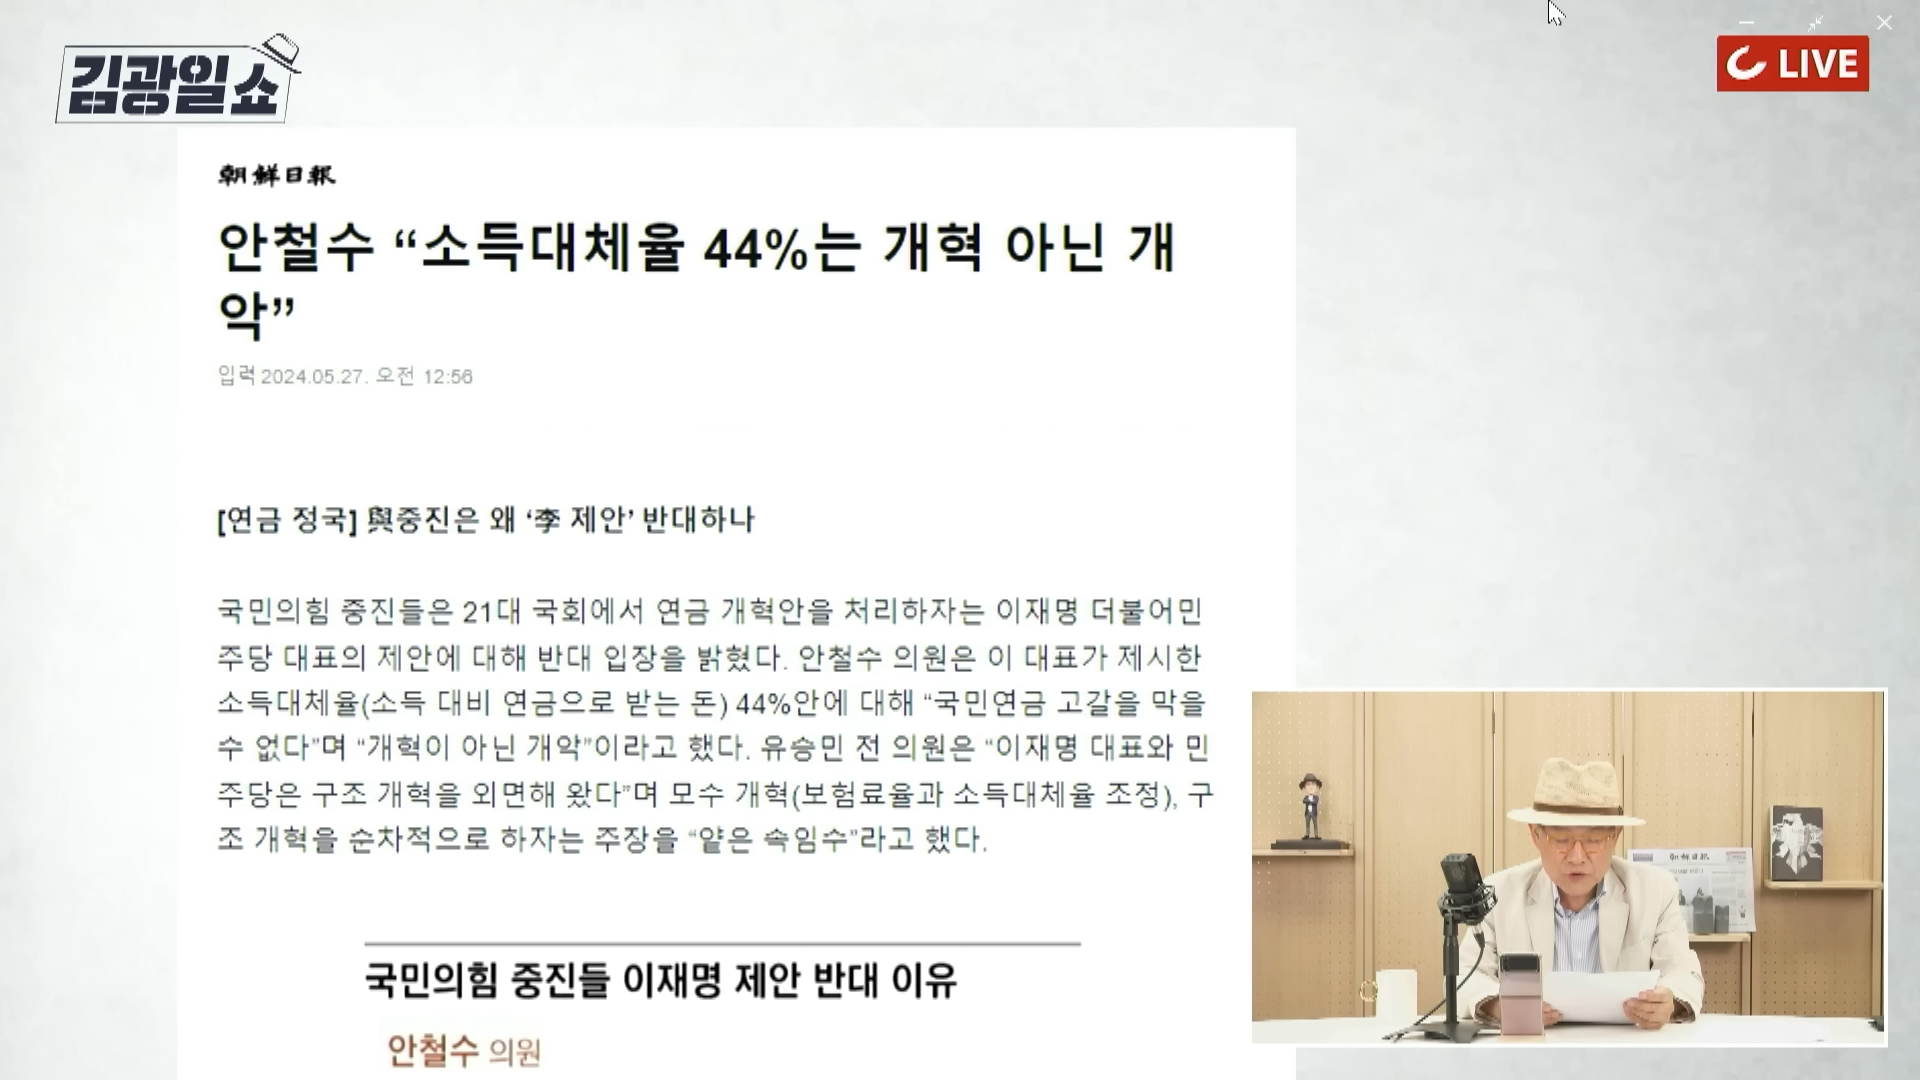 김광일쇼
LIVE
朝鮮日報
안철수 “소득대체율 44%는 개혁 아닌 개
악”
입력 2024.05.27. 오전 12:56
[연금 정국] 與중진은 왜 ‘李 제안’ 반대하나
국민의힘 중진들은 21대 국회에서 연금 개혁안을 처리하자는 이재명 더불어민
주당 대표의 제안에 대해 반대 입장을 밝혔다. 안철수 의원은 이 대표가 제시한
소득대체율(소득 대비 연금으로 받는 돈) 44%안에 대해 “국민연금 고갈을 막을
수 없다”며 “개혁이 아닌 개악”이라고 했다. 유승민 전 의원은 “이재명 대표와 민
주당은 구조 개혁을 외면해 왔다”며 모수 개혁(보험료율과 소득대체율 조정), 구
조 개혁을 순차적으로 하자는 주장을 “얕은 속임수”라고 했다.
국민의힘 중진들 이재명 제안 반대 이유
안철수 의원
朝鮮日報